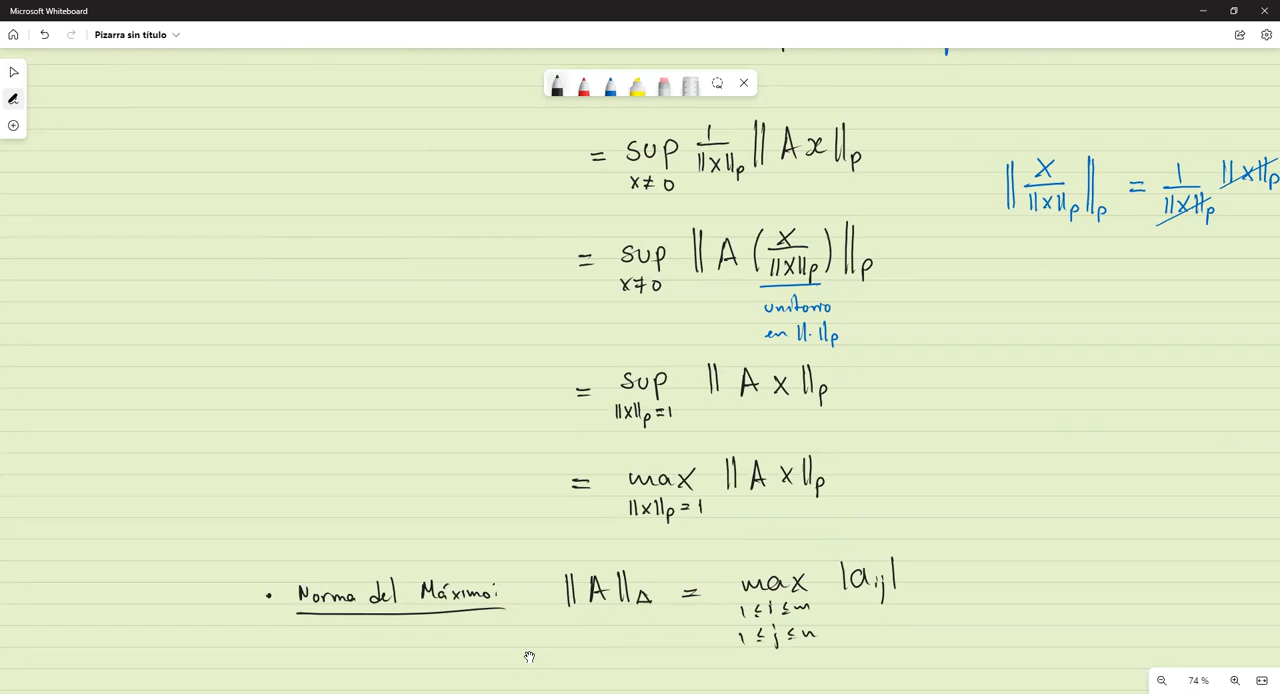 Microsoft Whiteboard
Pizarra sin título
= sup 1/||x||p ||Ax||p
x≠0
||x/||x||p||p = 1/||x||p ||x||p
= sup ||A(x/||x||p)||p
x≠0
unitorio
en ||·||p
= sup ||Ax||p
||x||p=1
= max ||Ax||p
||x||p=1
• Norma del Máximo: ||A||Δ = max |aij|
1≤i≤m
1≤j≤n
74 %